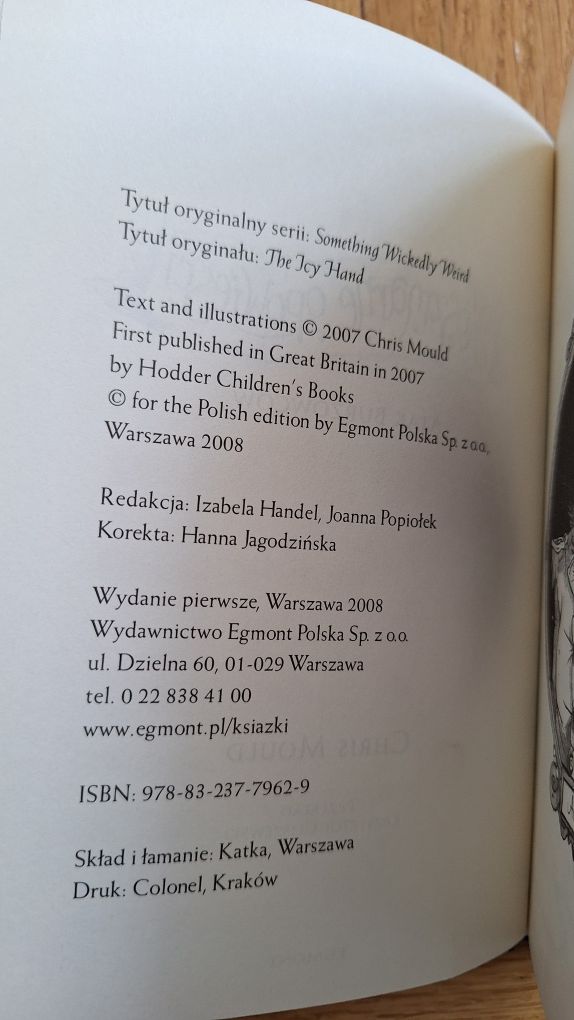 Tytuł oryginalny serii: Something Wickedly Weird
Tytuł oryginału: The Icy Hand
Text and illustrations © 2007 Chris Mould
First published in Great Britain in 2007
by Hodder Children's Books
© for the Polish edition by Egmont Polska Sp. z o.o.,
Warszawa 2008
Redakcja: Izabela Handel, Joanna Popiołek
Korekta: Hanna Jagodzińska
Wydanie pierwsze, Warszawa 2008
Wydawnictwo Egmont Polska Sp. z o.o.
ul. Dzielna 60, 01-029 Warszawa
tel. 0 22 838 41 00
www.egmont.pl/ksiazki
ISBN: 978-83-237-7962-9
Skład i łamanie: Katka, Warszawa
Druk: Colonel, Kraków